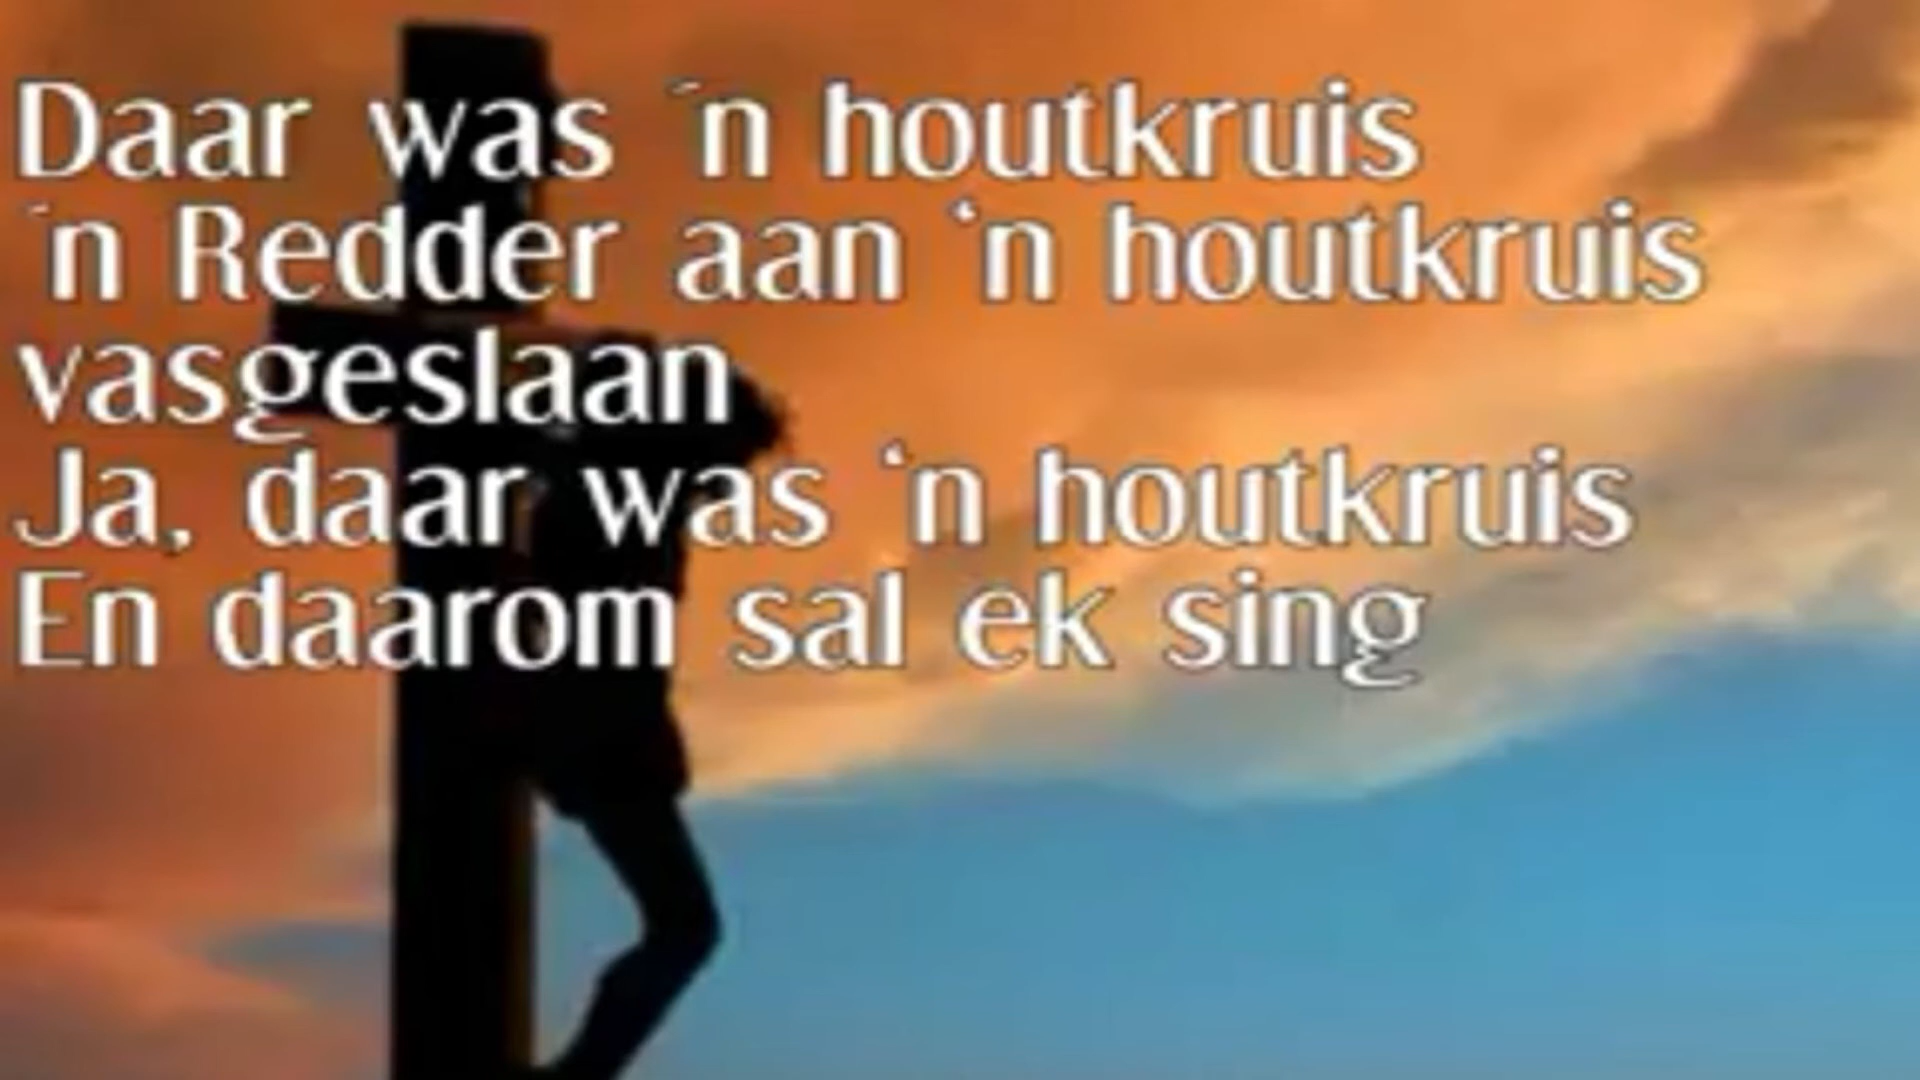 Daar was ´n houtkruis
´n Redder aan ‘n houtkruis
vasgeslaan
Ja, daar was ‘n houtkruis
En daarom sal ek sing